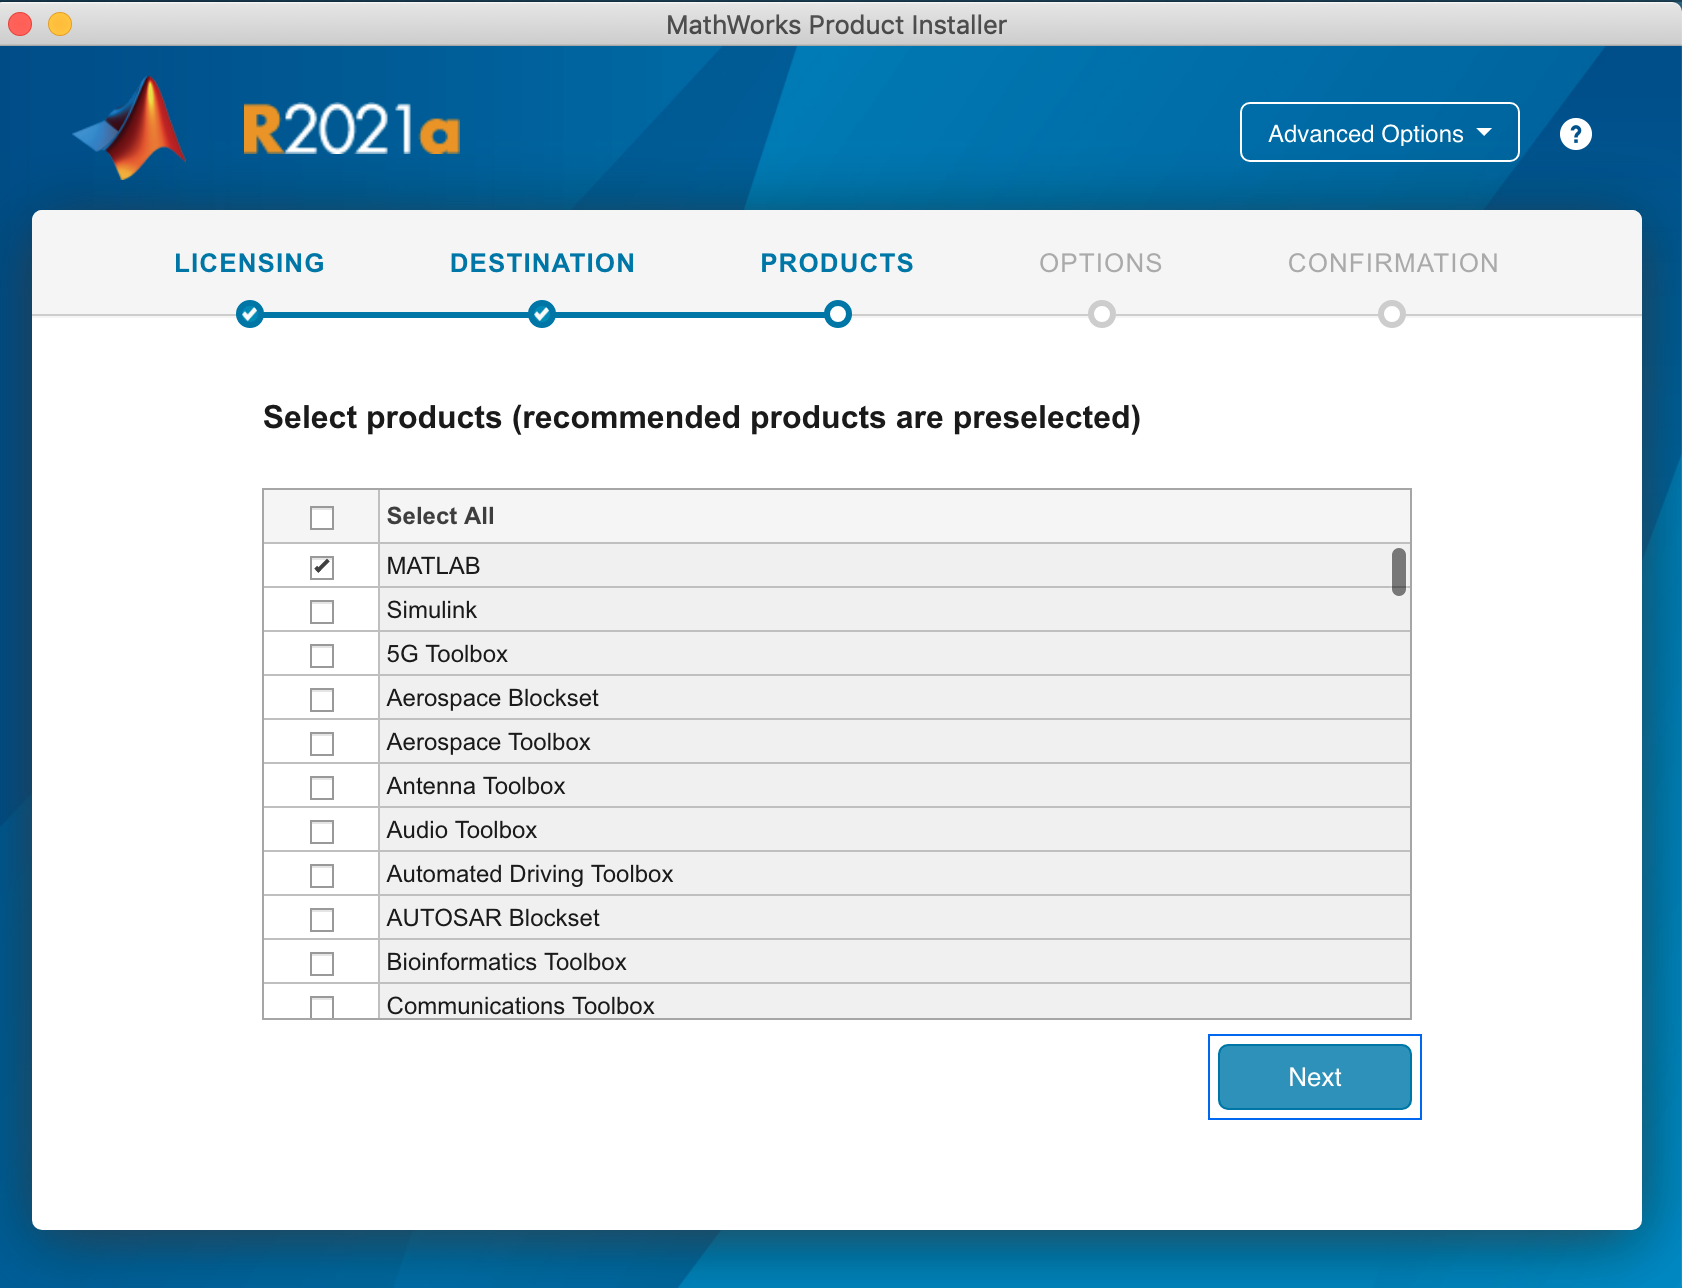 MathWorks Product Installer
R2021a
Advanced Options
?
LICENSING
DESTINATION
PRODUCTS
OPTIONS
CONFIRMATION
Select products (recommended products are preselected)
Select All
MATLAB
Simulink
5G Toolbox
Aerospace Blockset
Aerospace Toolbox
Antenna Toolbox
Audio Toolbox
Automated Driving Toolbox
AUTOSAR Blockset
Bioinformatics Toolbox
Communications Toolbox
Next